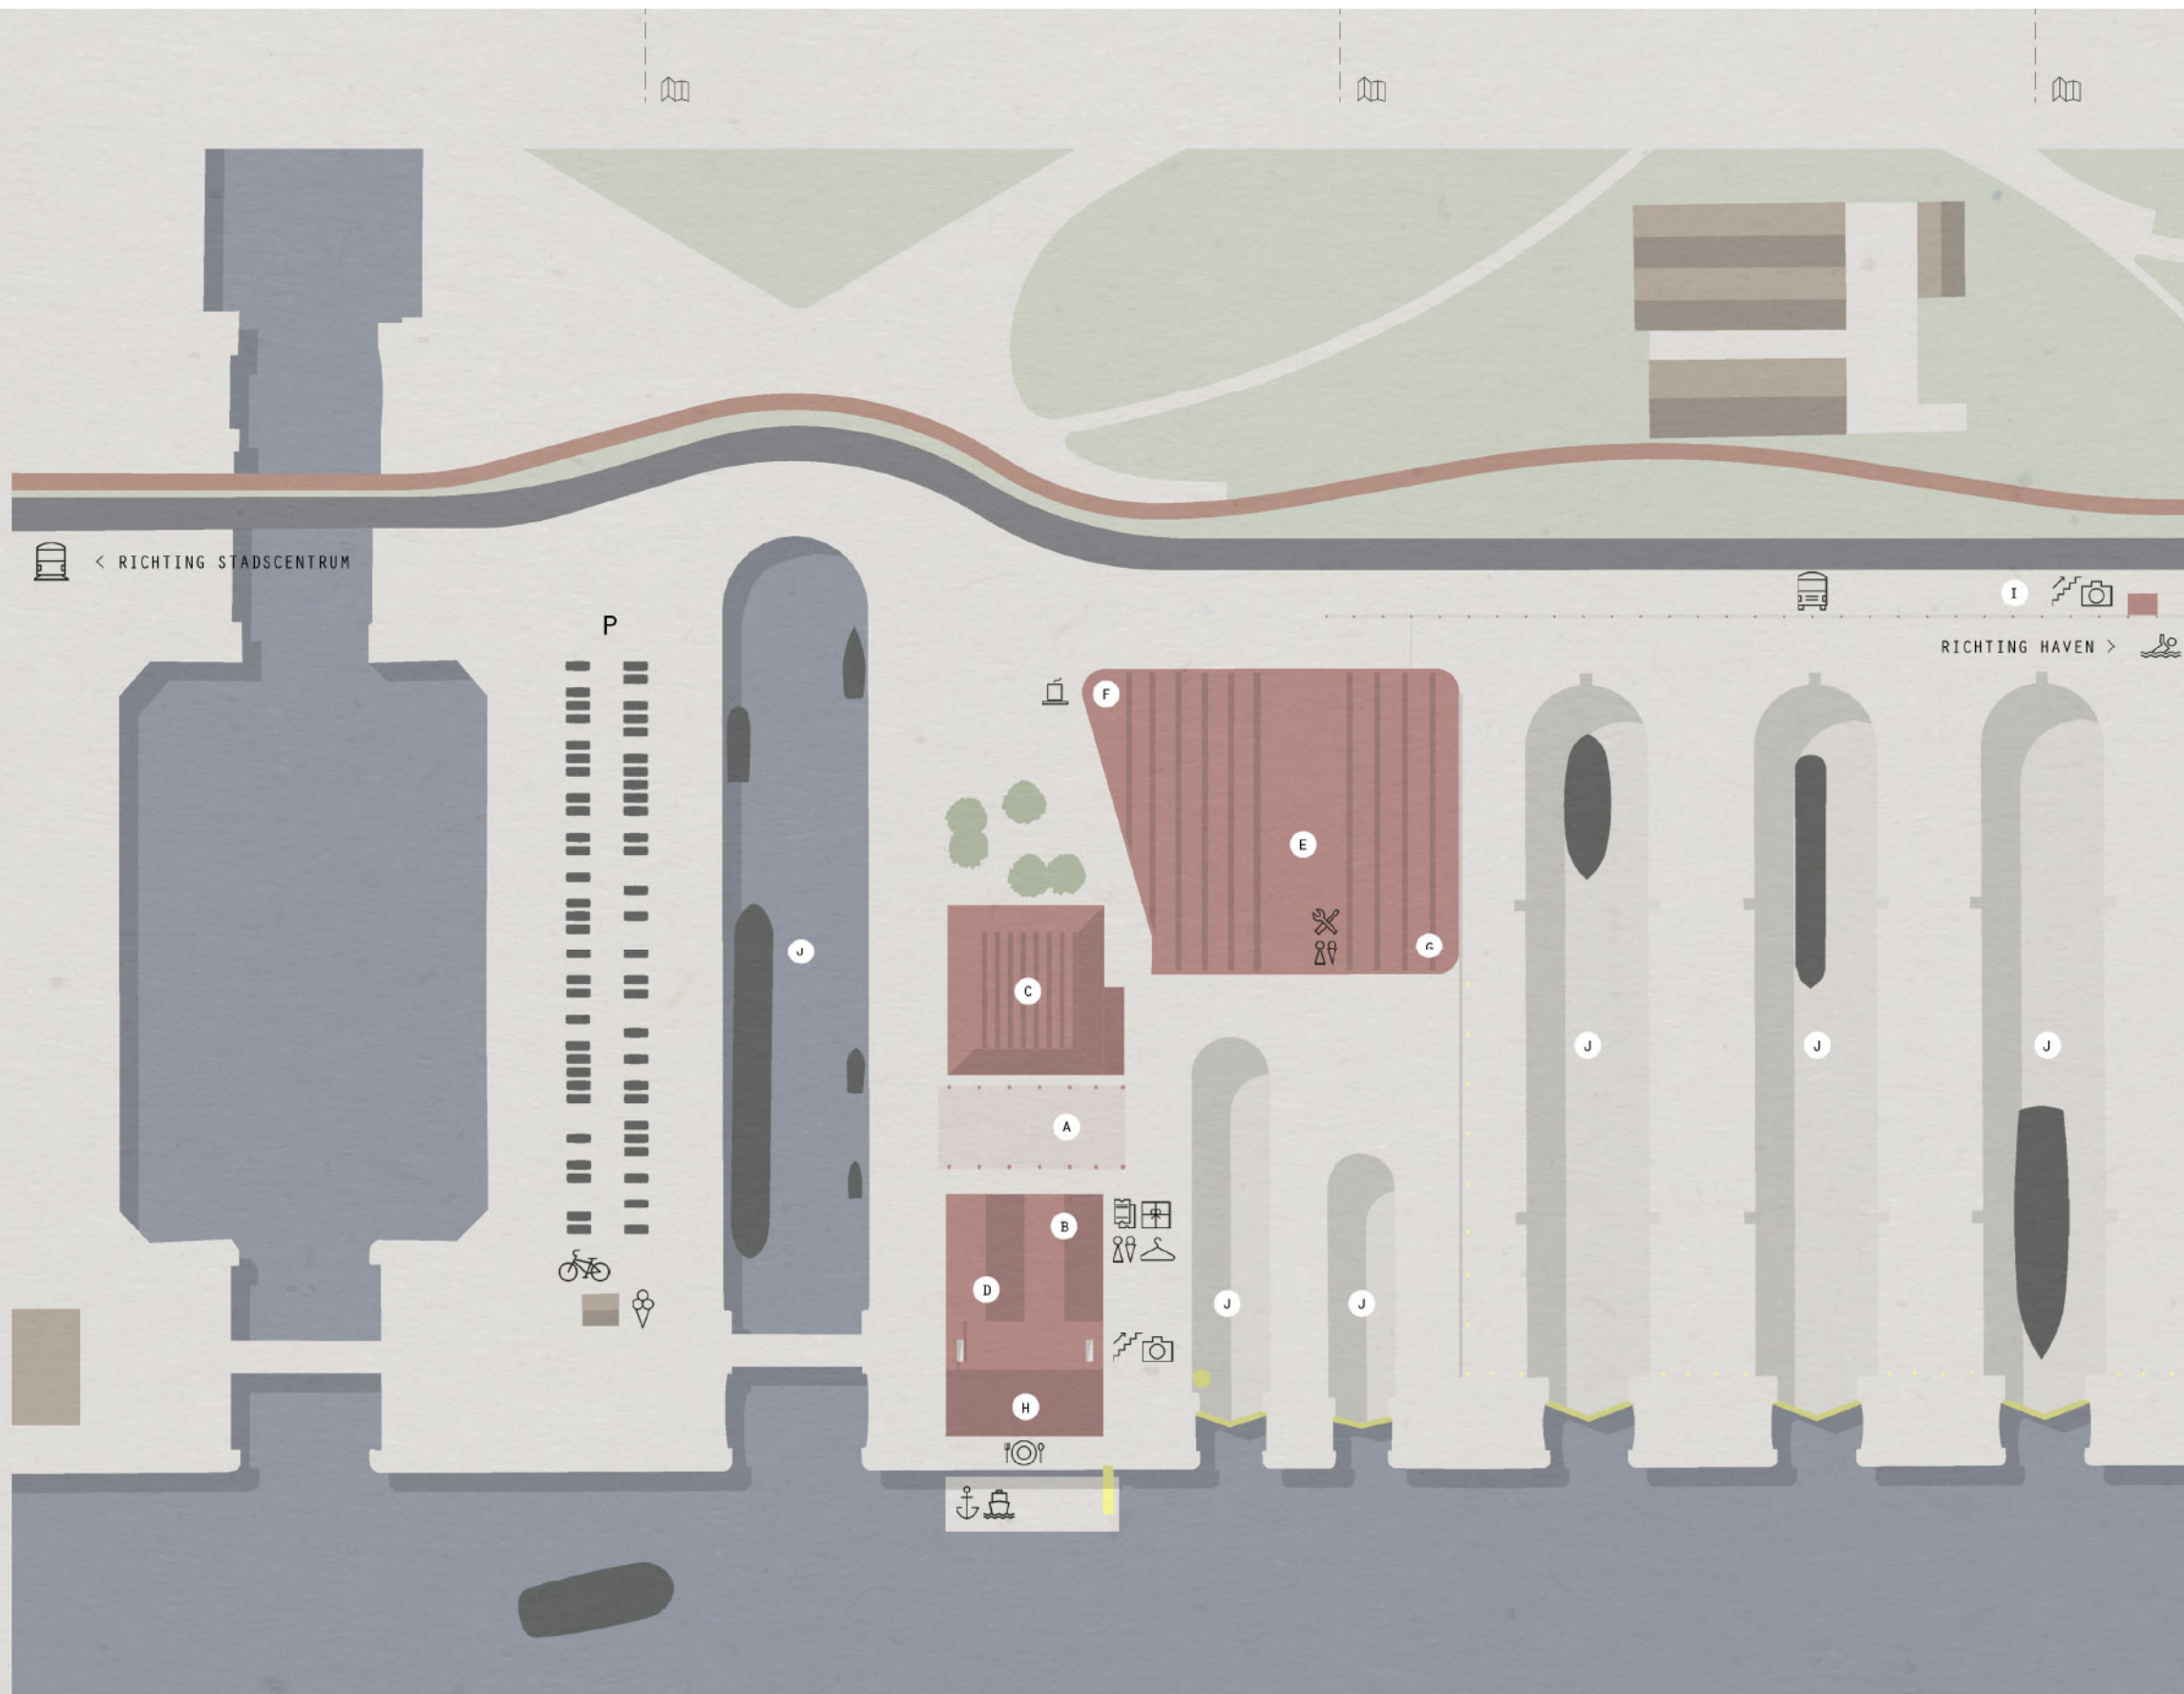 < RICHTING STADSCENTRUM
I
P
RICHTING HAVEN >
F
E
G
J
C
J
J
J
A
B
D
J
J
H